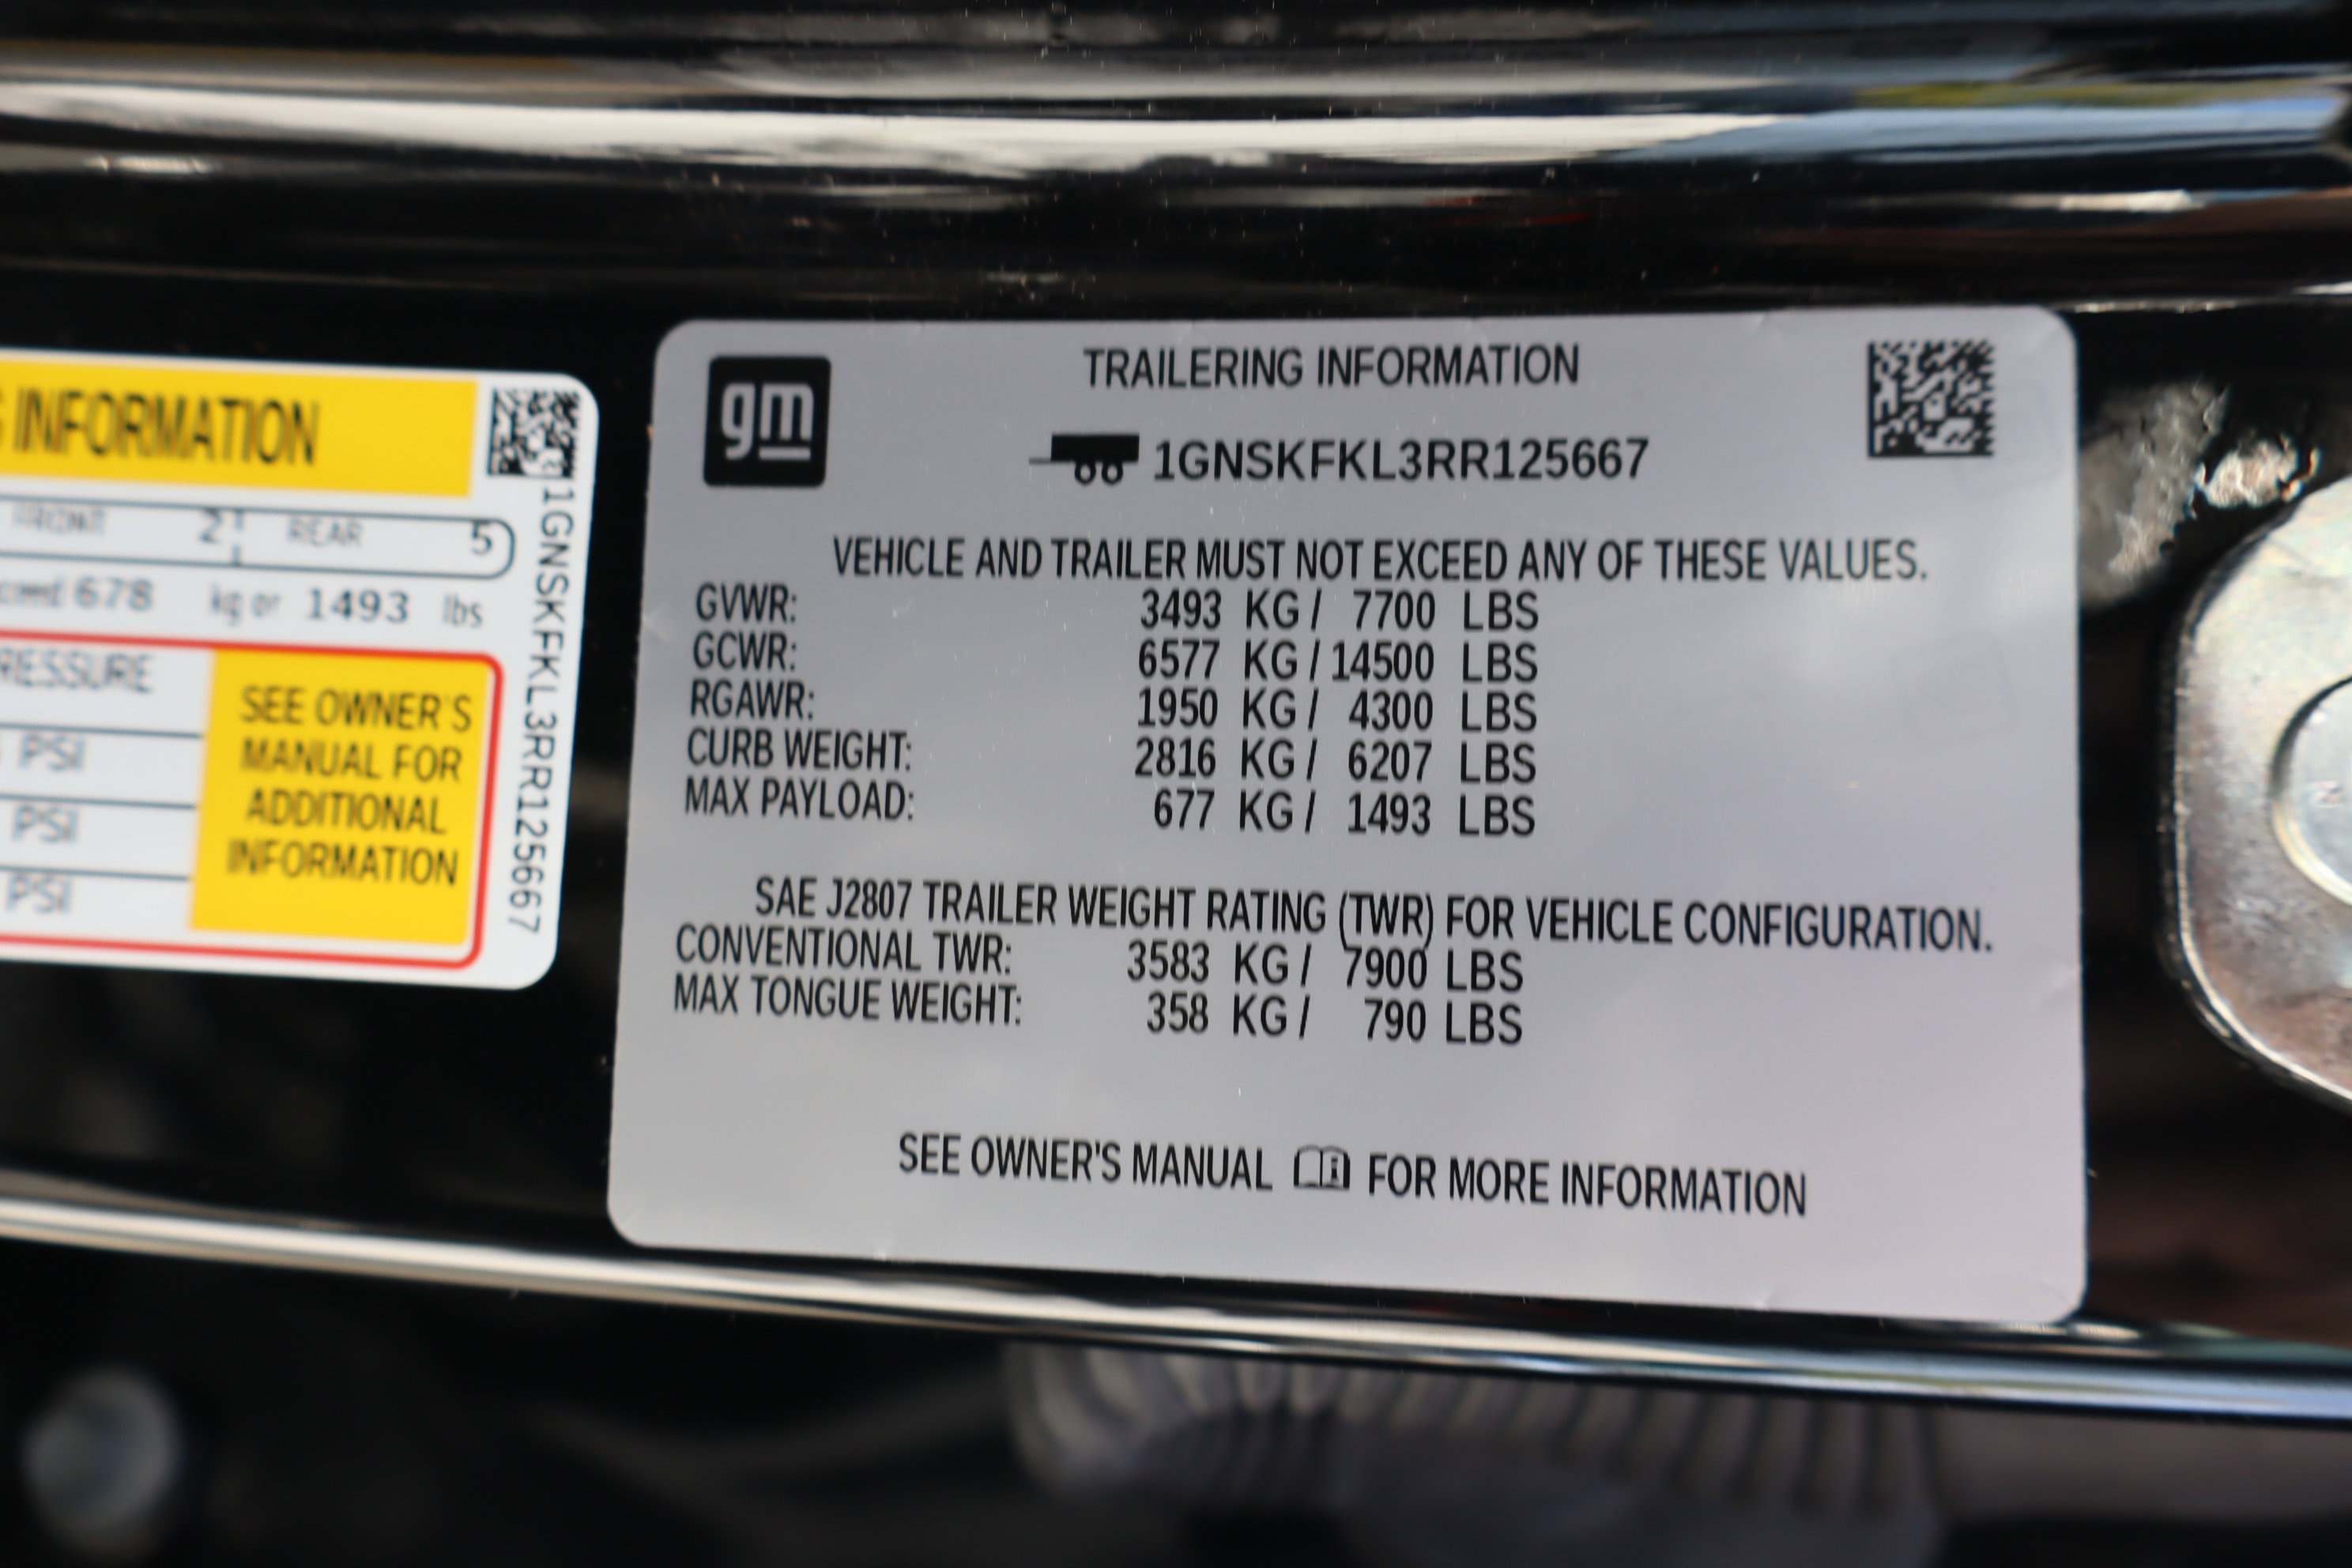 INFORMATION
FRONT 2 REAR 5
678 kg or 1493 lbs
PSI
PSI
PSI
SEE OWNER'S
MANUAL FOR
ADDITIONAL
INFORMATION
1GNSKFKL3RR125667
gm
TRAILERING INFORMATION
1GNSKFKL3RR125667
VEHICLE AND TRAILER MUST NOT EXCEED ANY OF THESE VALUES.
GVWR: 3493 KG / 7700 LBS
GCWR: 6577 KG / 14500 LBS
RGAWR: 1950 KG / 4300 LBS
CURB WEIGHT: 2816 KG / 6207 LBS
MAX PAYLOAD: 677 KG / 1493 LBS
SAE J2807 TRAILER WEIGHT RATING (TWR) FOR VEHICLE CONFIGURATION.
CONVENTIONAL TWR: 3583 KG / 7900 LBS
MAX TONGUE WEIGHT: 358 KG / 790 LBS
SEE OWNER'S MANUAL FOR MORE INFORMATION